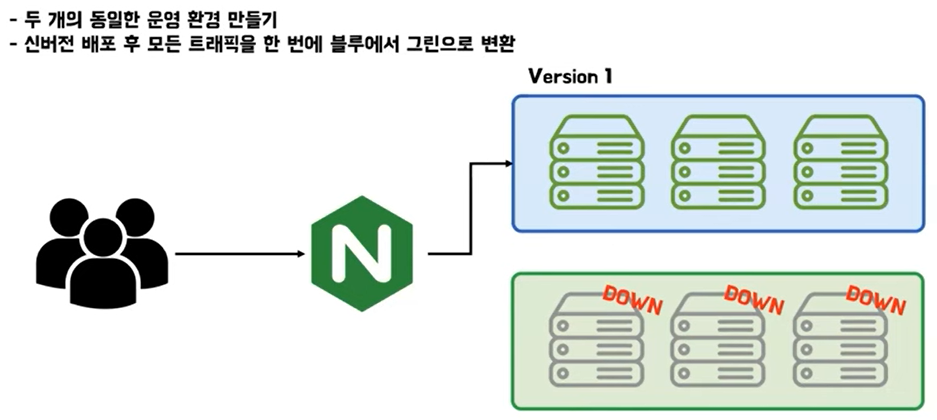 - 두 개의 동일한 운영 환경 만들기
- 신버전 배포 후 모든 트래픽을 한 번에 블루에서 그린으로 변환
Version 1
N
DOWN DOWN DOWN